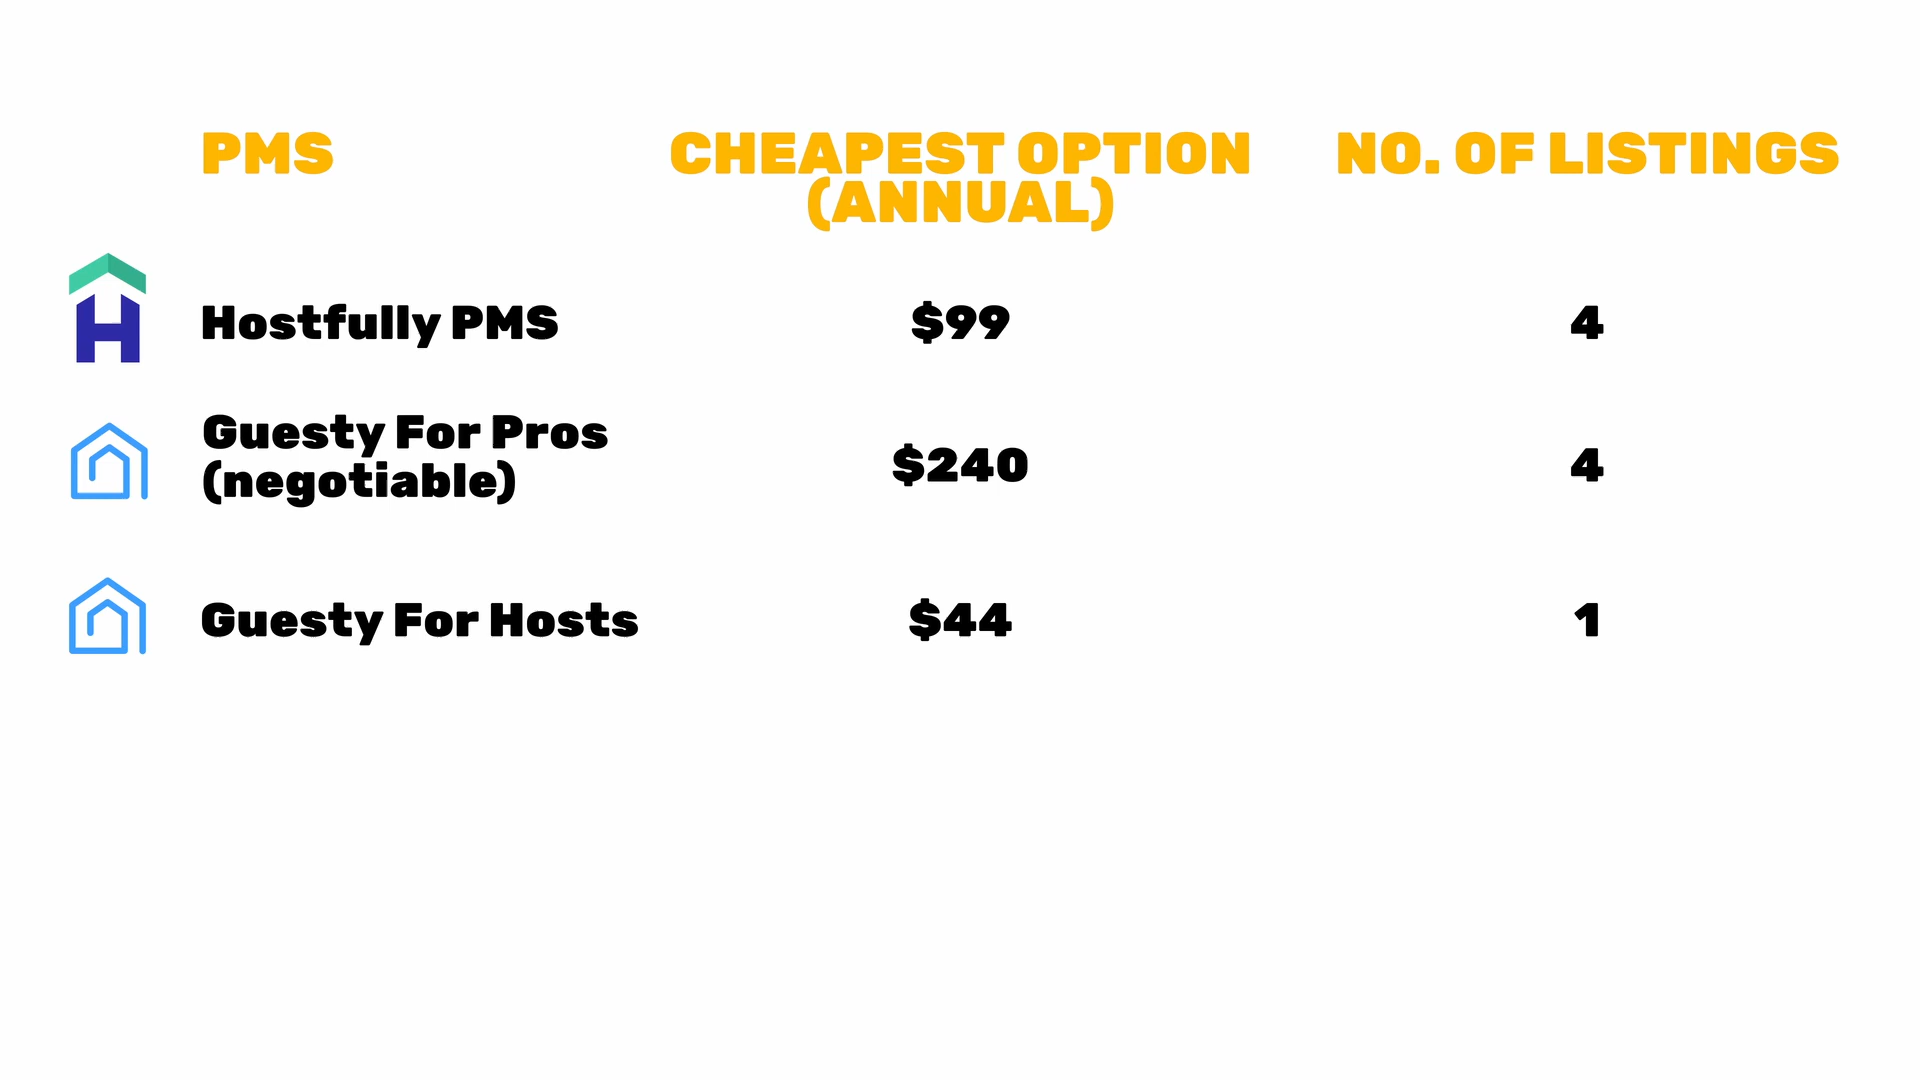 PMS
CHEAPEST OPTION
(ANNUAL)
NO. OF LISTINGS
Hostfully PMS
$99
4
Guesty For Pros
(negotiable)
$240
4
Guesty For Hosts
$44
1